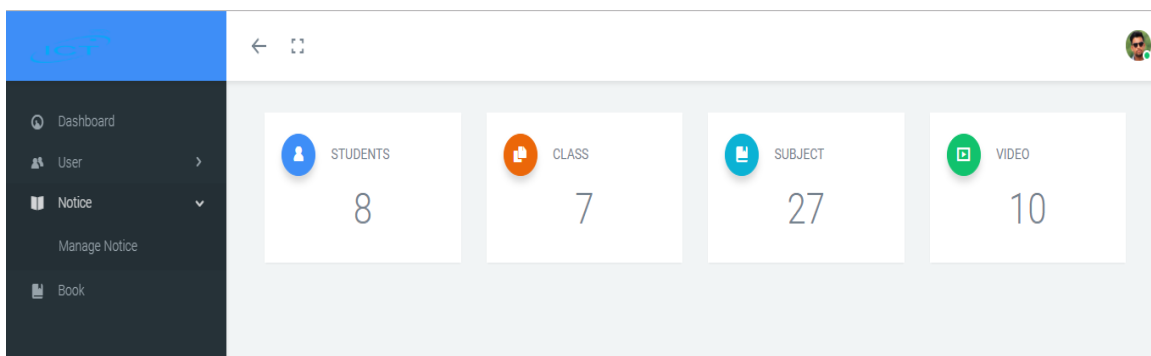 Dashboard
User
Notice
Manage Notice
Book
STUDENTS
8
CLASS
7
SUBJECT
27
VIDEO
10